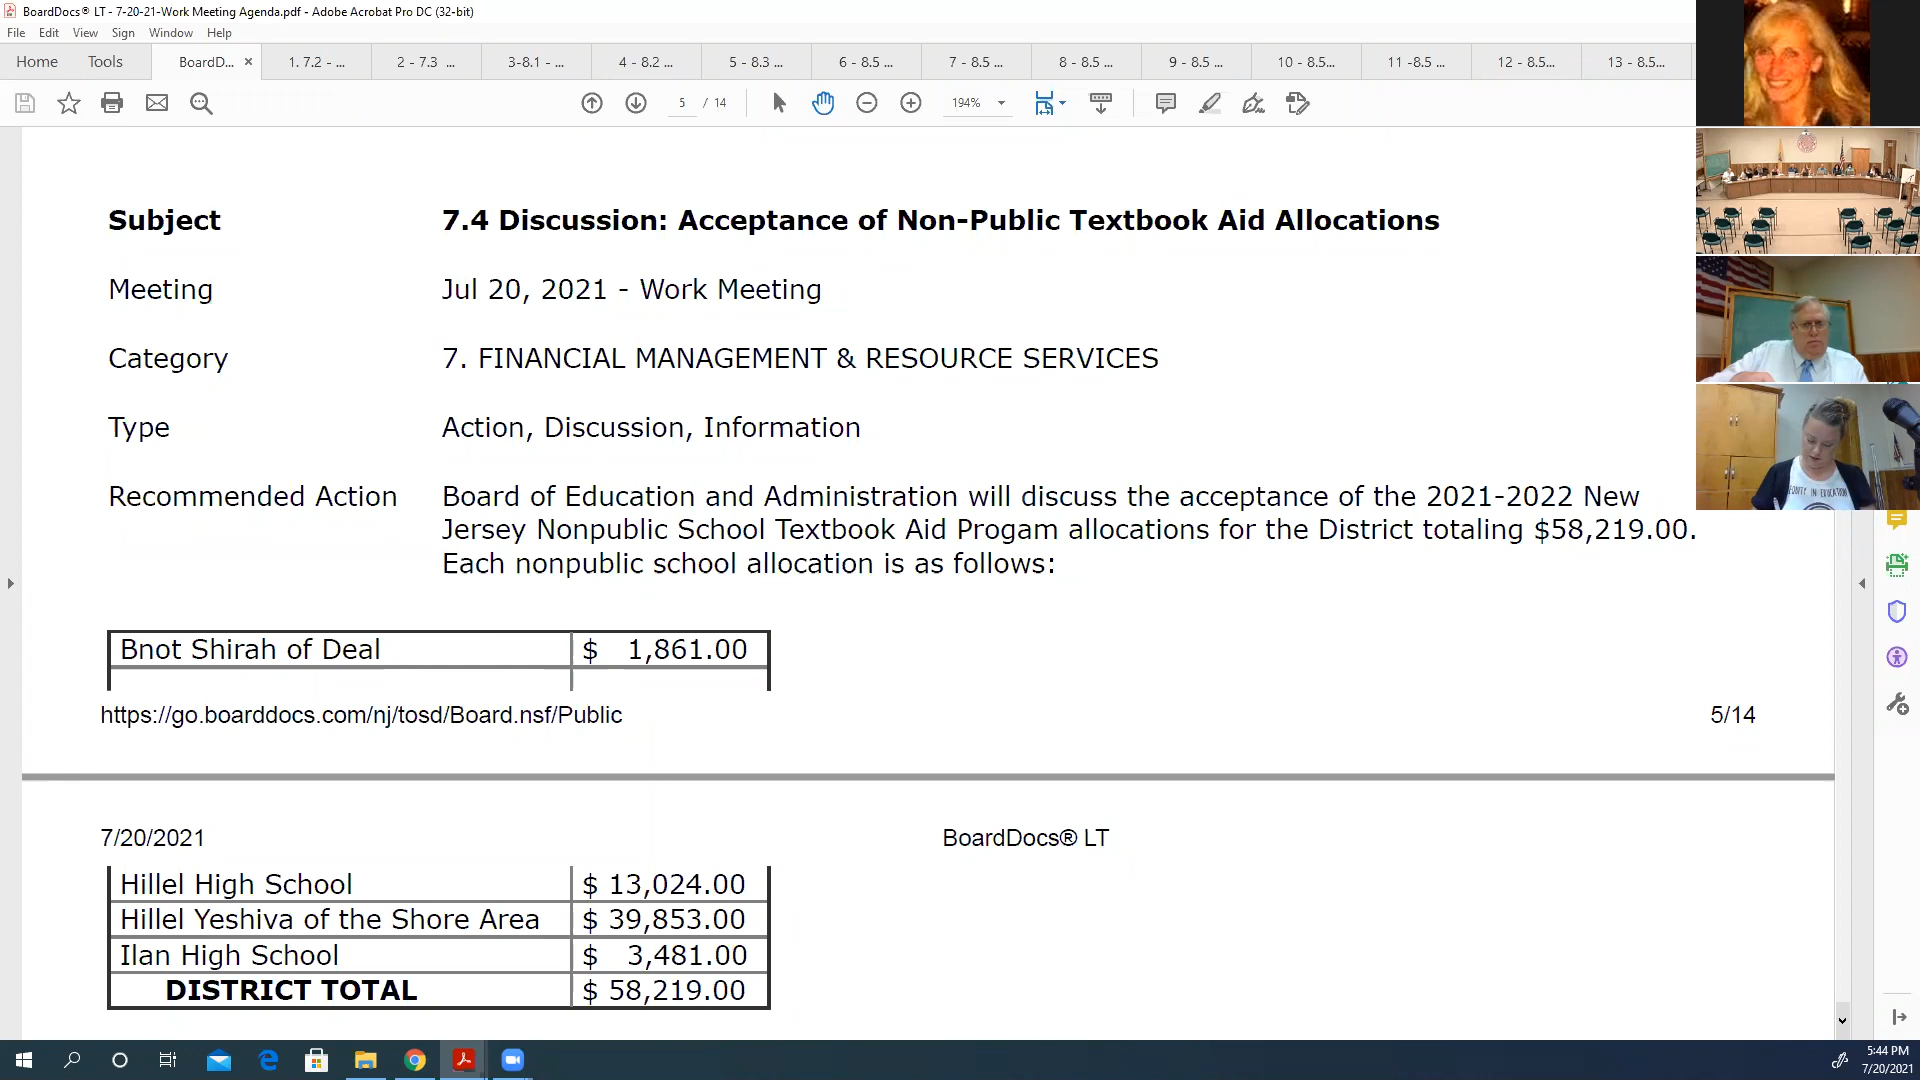 BoardDocs® LT - 7-20-21-Work Meeting Agenda.pdf - Adobe Acrobat Pro DC (32-bit)
File Edit View Sign Window Help
Home Tools BoardD... × 1. 7.2 - ... 2 - 7.3 ... 3-8.1 - ... 4 - 8.2 ... 5 - 8.3 ... 6 - 8.5 ... 7 - 8.5 ... 8 - 8.5 ... 9 - 8.5 ... 10 - 8.5... 11 -8.5 ... 12 - 8.5... 13 - 8.5...
5 / 14 194%
Subject 7.4 Discussion: Acceptance of Non-Public Textbook Aid Allocations
Meeting Jul 20, 2021 - Work Meeting
Category 7. FINANCIAL MANAGEMENT & RESOURCE SERVICES
Type Action, Discussion, Information
Recommended Action Board of Education and Administration will discuss the acceptance of the 2021-2022 New
Jersey Nonpublic School Textbook Aid Progam allocations for the District totaling $58,219.00.
Each nonpublic school allocation is as follows:
Bnot Shirah of Deal $ 1,861.00
https://go.boarddocs.com/nj/tosd/Board.nsf/Public 5/14
7/20/2021 BoardDocs® LT
Hillel High School $ 13,024.00
Hillel Yeshiva of the Shore Area $ 39,853.00
Ilan High School $ 3,481.00
DISTRICT TOTAL $ 58,219.00
IN EDUCATION
5:44 PM
7/20/2021